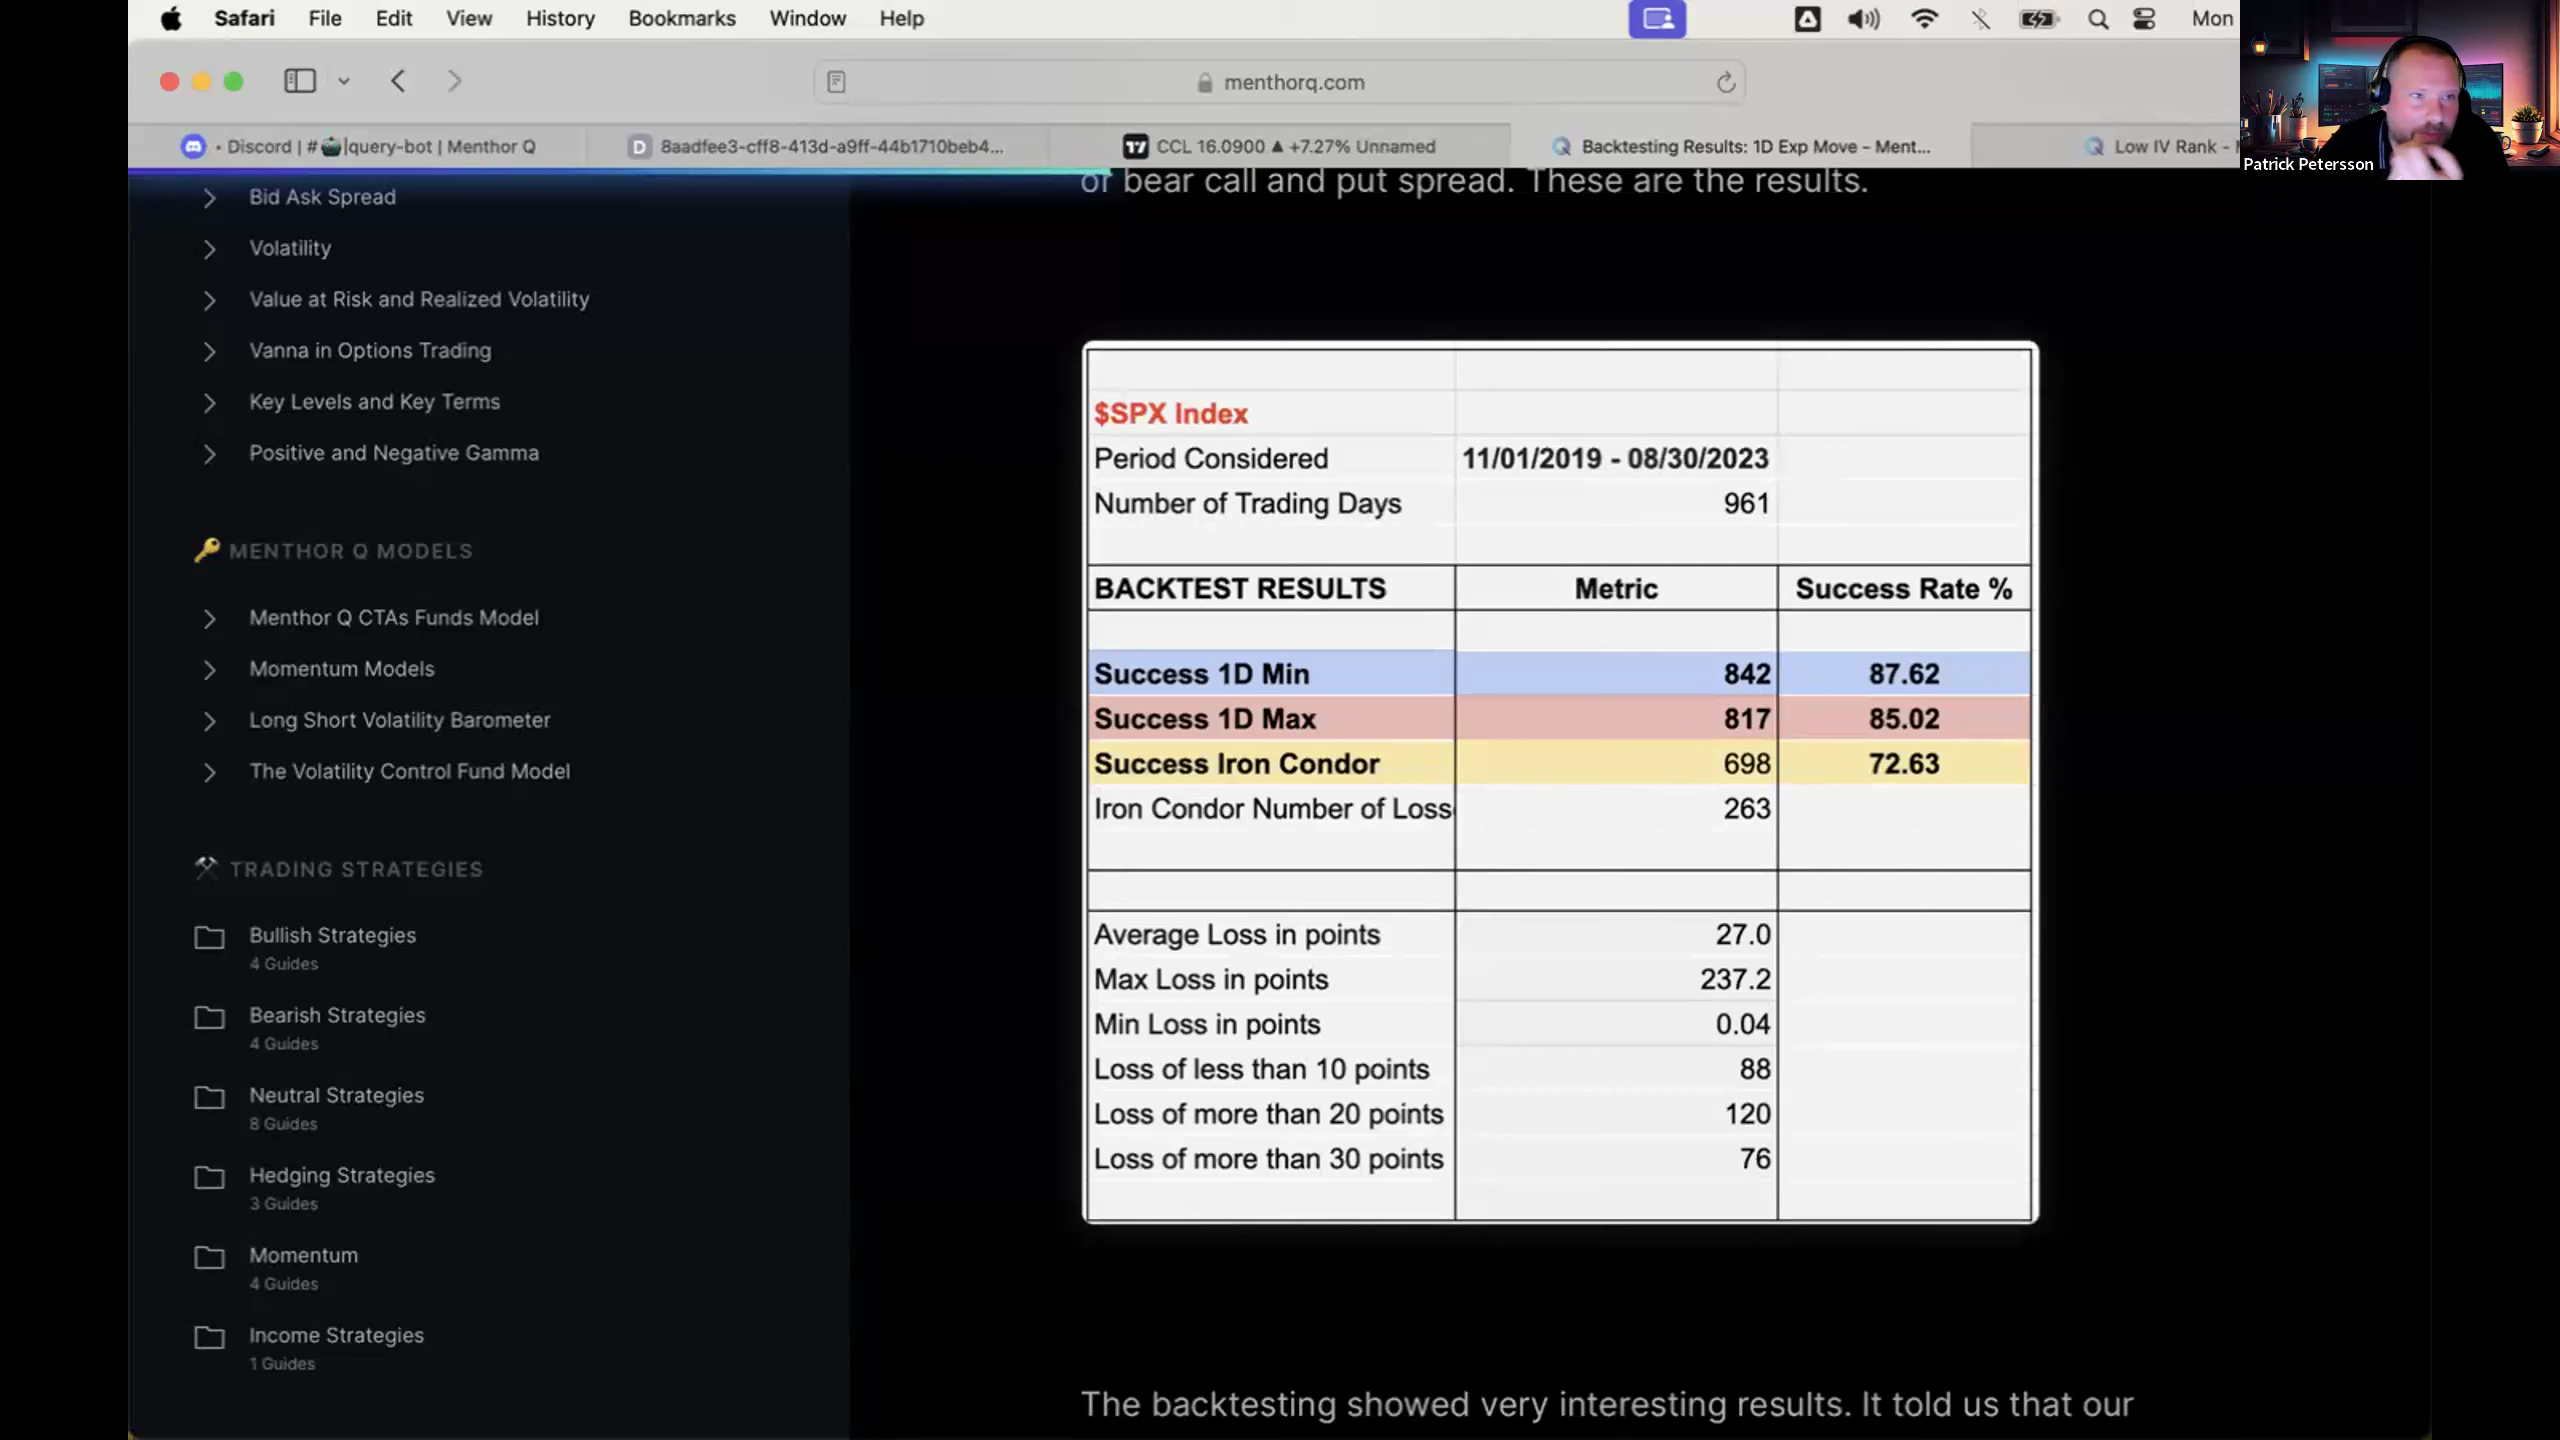 Safari File Edit View History Bookmarks Window Help
Mon
menthorq.com
• Discord | #🤖|query-bot | Menthor Q
8aadfee3-cff8-413d-a9ff-44b1710beb4...
CCL 16.0900 ▲ +7.27% Unnamed
Backtesting Results: 1D Exp Move - Ment...
Low IV Rank -
Patrick Petersson
Bid Ask Spread
Volatility
Value at Risk and Realized Volatility
Vanna in Options Trading
Key Levels and Key Terms
Positive and Negative Gamma
🔑 MENTHOR Q MODELS
Menthor Q CTAs Funds Model
Momentum Models
Long Short Volatility Barometer
The Volatility Control Fund Model
⚒ TRADING STRATEGIES
Bullish Strategies
4 Guides
Bearish Strategies
4 Guides
Neutral Strategies
8 Guides
Hedging Strategies
3 Guides
Momentum
4 Guides
Income Strategies
1 Guides
of bear call and put spread. These are the results.
$SPX Index
Period Considered 11/01/2019 - 08/30/2023
Number of Trading Days 961
BACKTEST RESULTS Metric Success Rate %
Success 1D Min 842 87.62
Success 1D Max 817 85.02
Success Iron Condor 698 72.63
Iron Condor Number of Loss 263
Average Loss in points 27.0
Max Loss in points 237.2
Min Loss in points 0.04
Loss of less than 10 points 88
Loss of more than 20 points 120
Loss of more than 30 points 76
The backtesting showed very interesting results. It told us that our